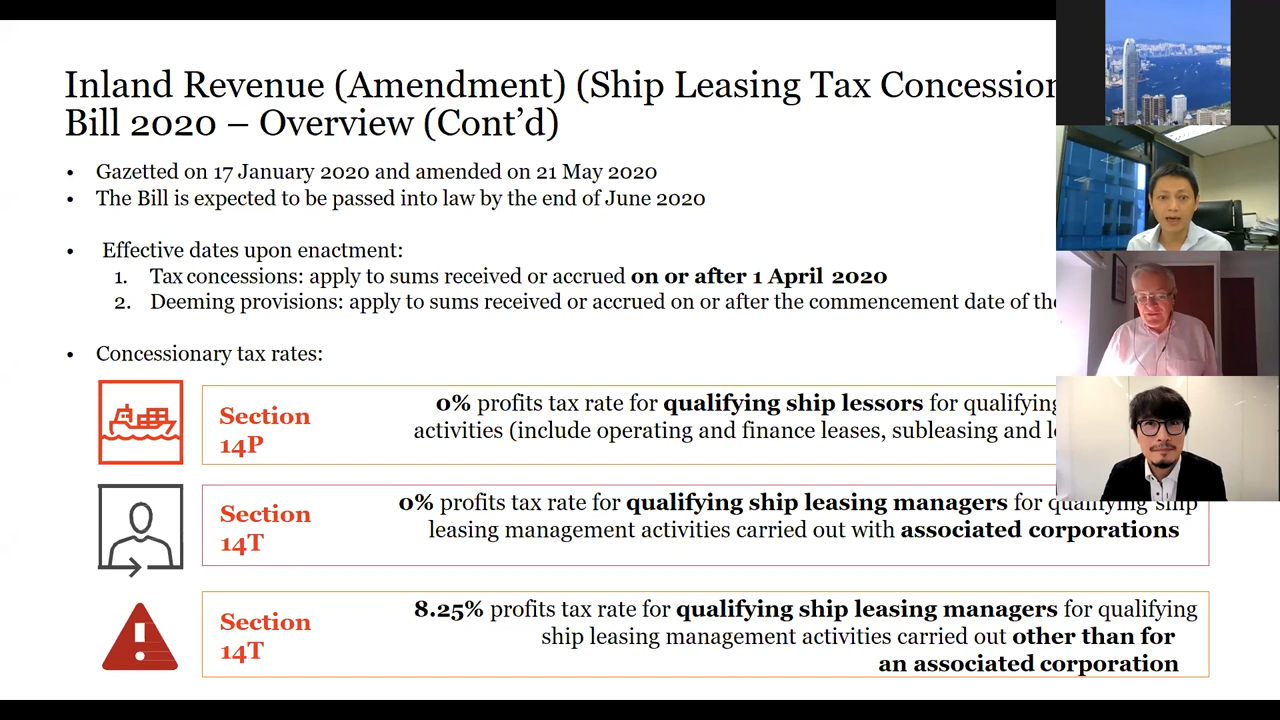 Inland Revenue (Amendment) (Ship Leasing Tax Concession
Bill 2020 – Overview (Cont’d)
• Gazetted on 17 January 2020 and amended on 21 May 2020
• The Bill is expected to be passed into law by the end of June 2020
• Effective dates upon enactment:
1. Tax concessions: apply to sums received or accrued on or after 1 April 2020
2. Deeming provisions: apply to sums received or accrued on or after the commencement date of the
• Concessionary tax rates:
Section
14P
0% profits tax rate for qualifying ship lessors for qualifying
activities (include operating and finance leases, subleasing and
Section
14T
0% profits tax rate for qualifying ship leasing managers for qualifying ship
leasing management activities carried out with associated corporations
Section
14T
8.25% profits tax rate for qualifying ship leasing managers for qualifying
ship leasing management activities carried out other than for
an associated corporation